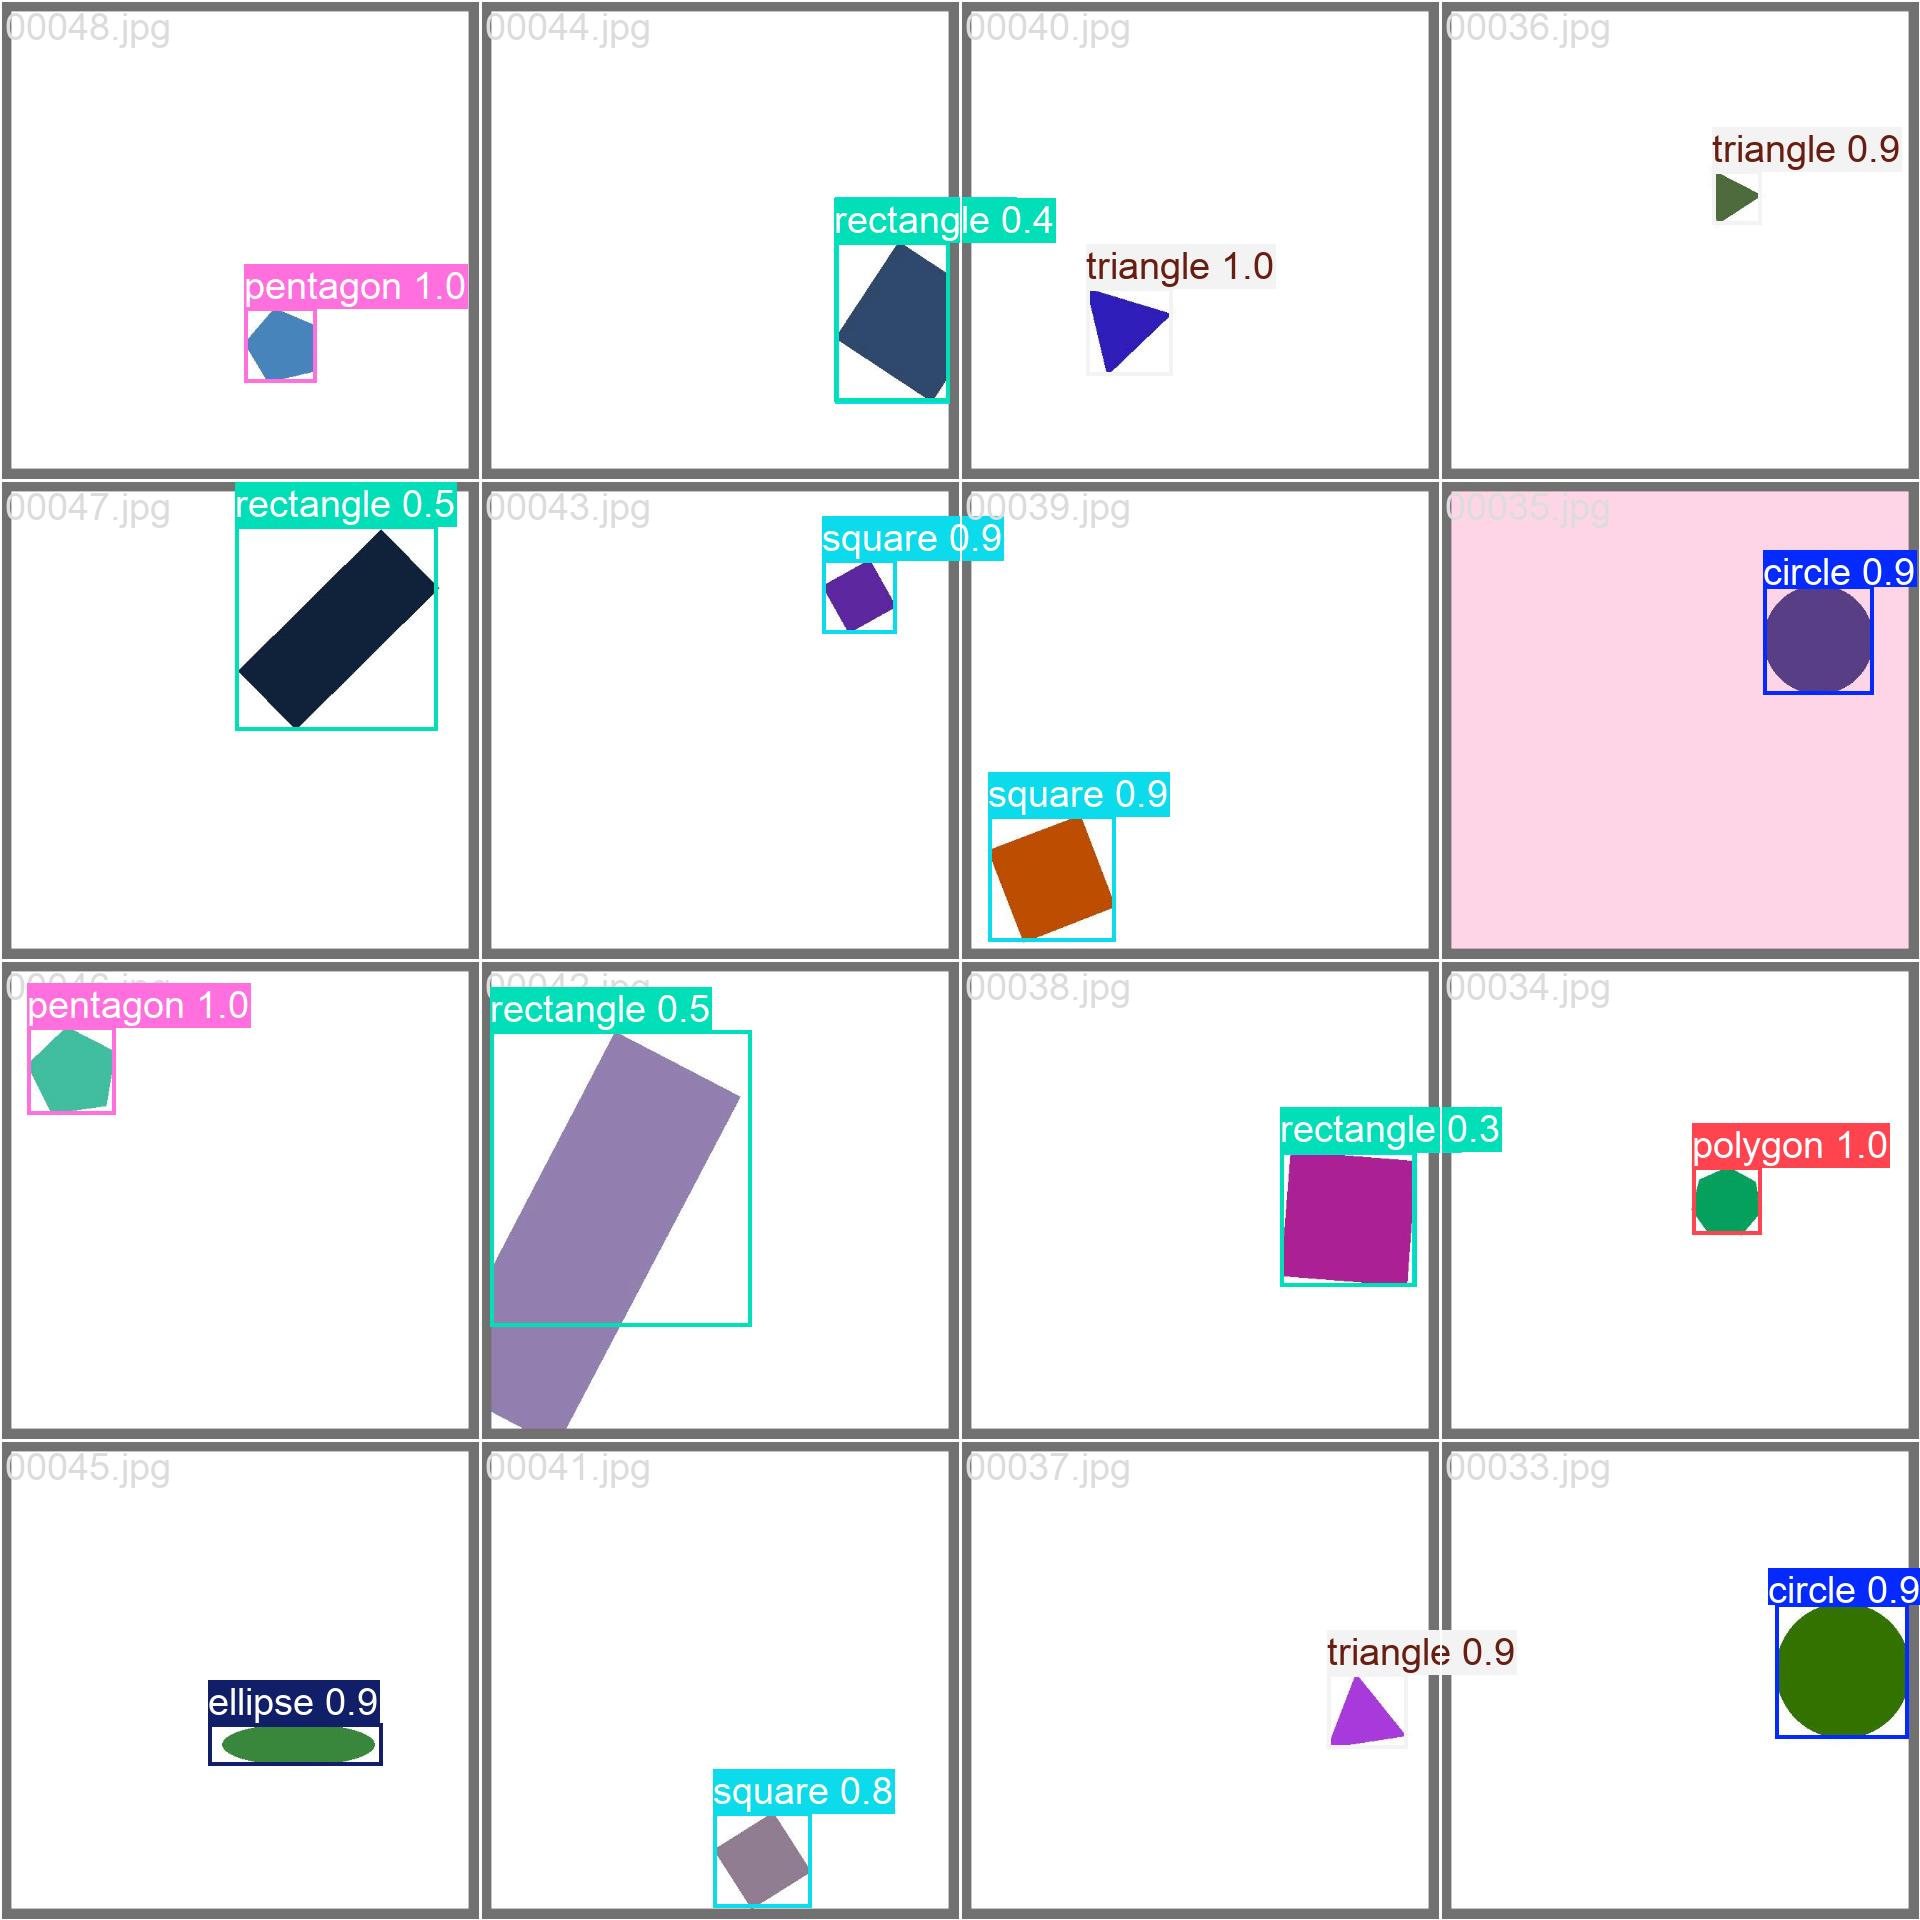 00048.jpg
00044.jpg
00040.jpg
00036.jpg
triangle 0.9
rectangle 0.4
triangle 1.0
pentagon 1.0
00047.jpg
rectangle 0.5
00043.jpg
00039.jpg
00035.jpg
square 0.9
circle 0.9
square 0.9
pentagon 1.0
rectangle 0.5
00038.jpg
00034.jpg
rectangle 0.3
polygon 1.0
00045.jpg
00041.jpg
00037.jpg
00033.jpg
circle 0.9
triangle 0.9
ellipse 0.9
square 0.8